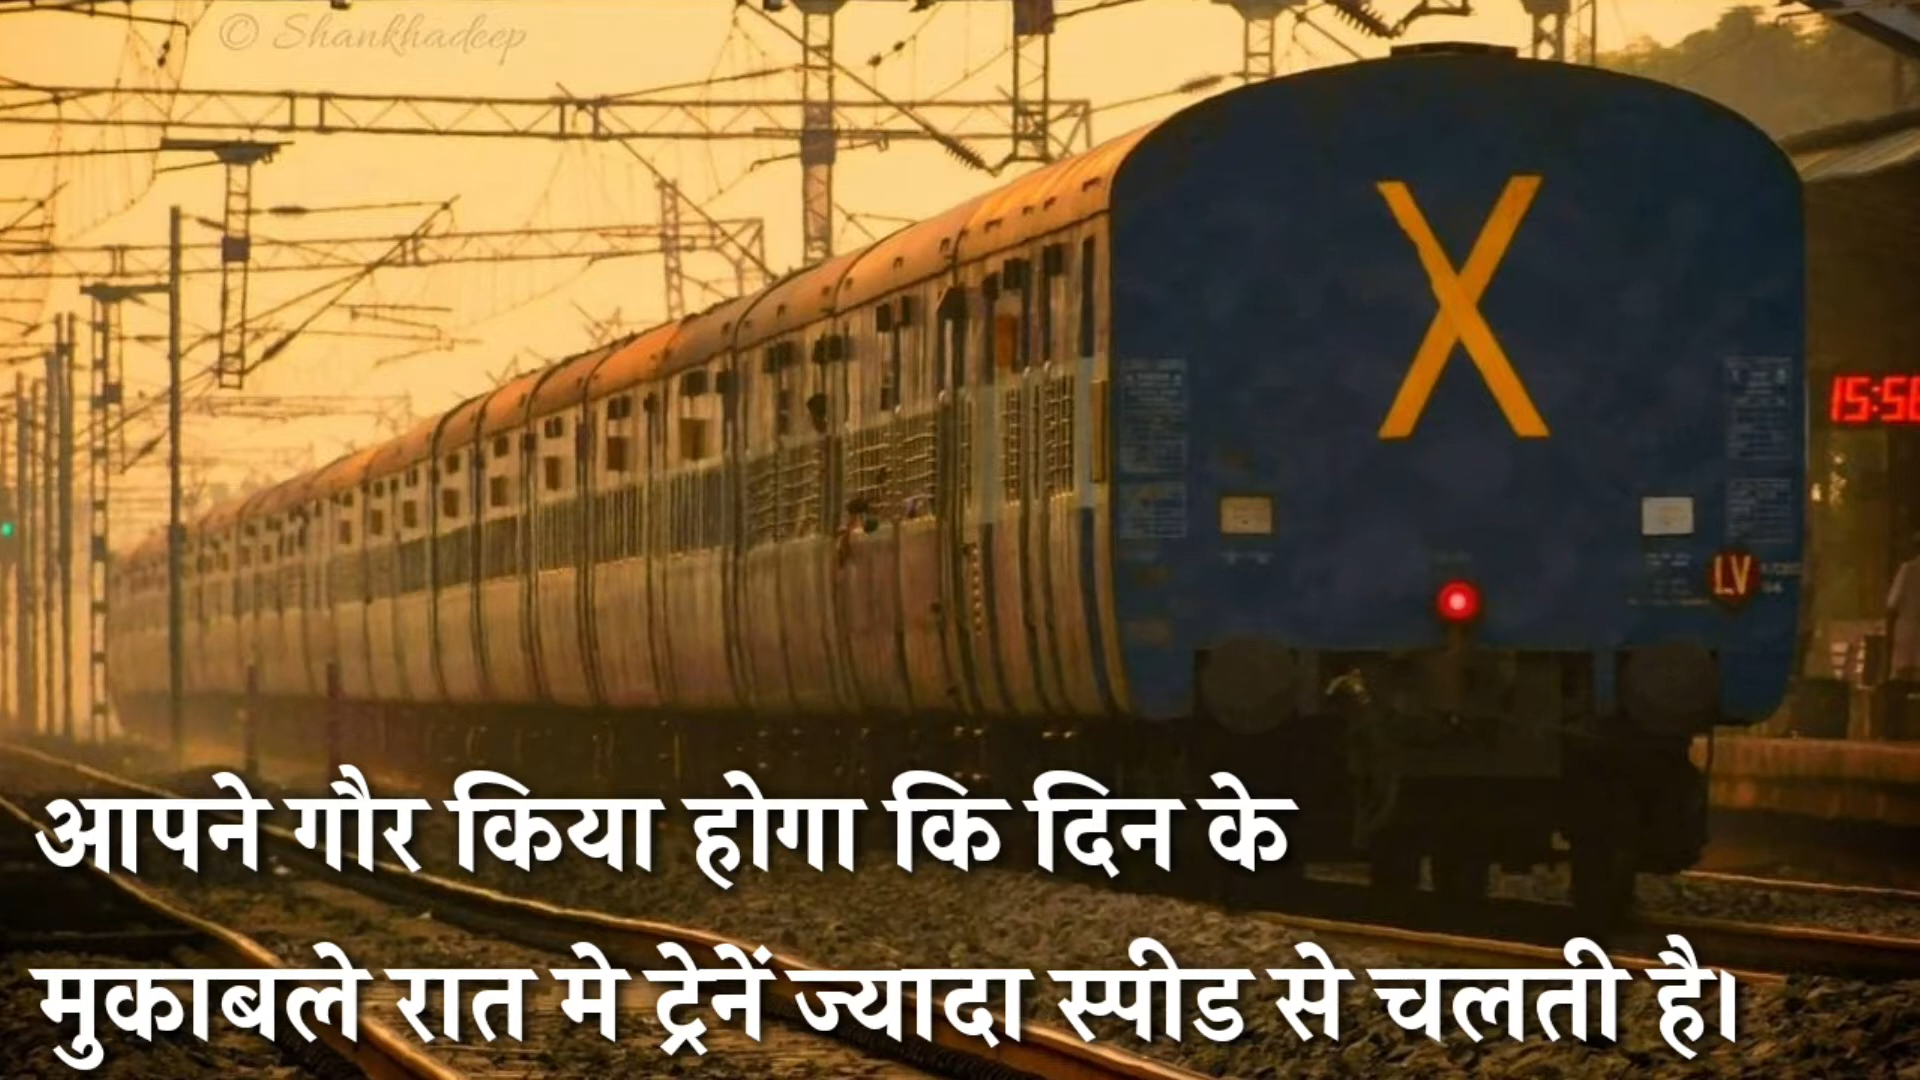 © Shankhadeep
X
15:5
LV
आपने गौर किया होगा कि दिन के
मुकाबले रात मे ट्रेनें ज्यादा स्पीड से चलती है।